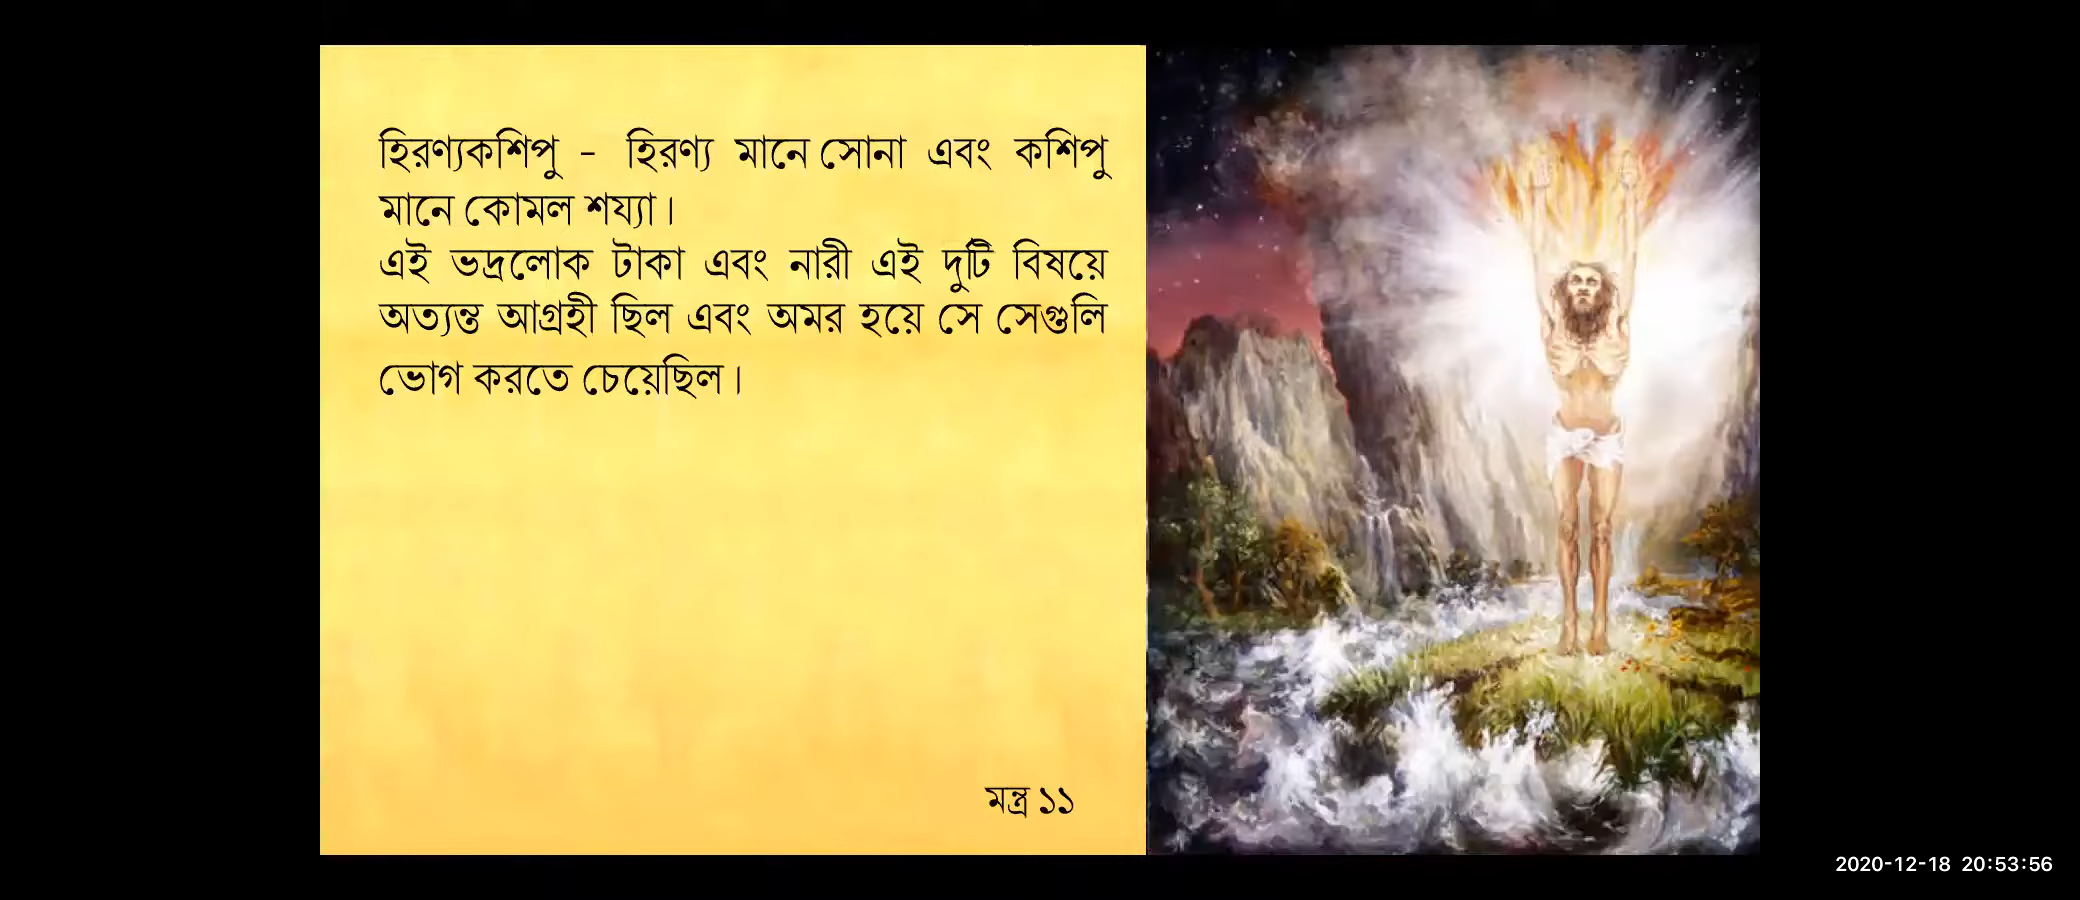 হিরণ্যকশিপু - হিরণ্য মানে সোনা এবং কশিপু
মানে কোমল শয্যা।
এই ভদ্রলোক টাকা এবং নারী এই দুটি বিষয়ে
অত্যন্ত আগ্রহী ছিল এবং অমর হয়ে সে সেগুলি
ভোগ করতে চেয়েছিল।
মন্ত্র ১১
2020-12-18 20:53:56